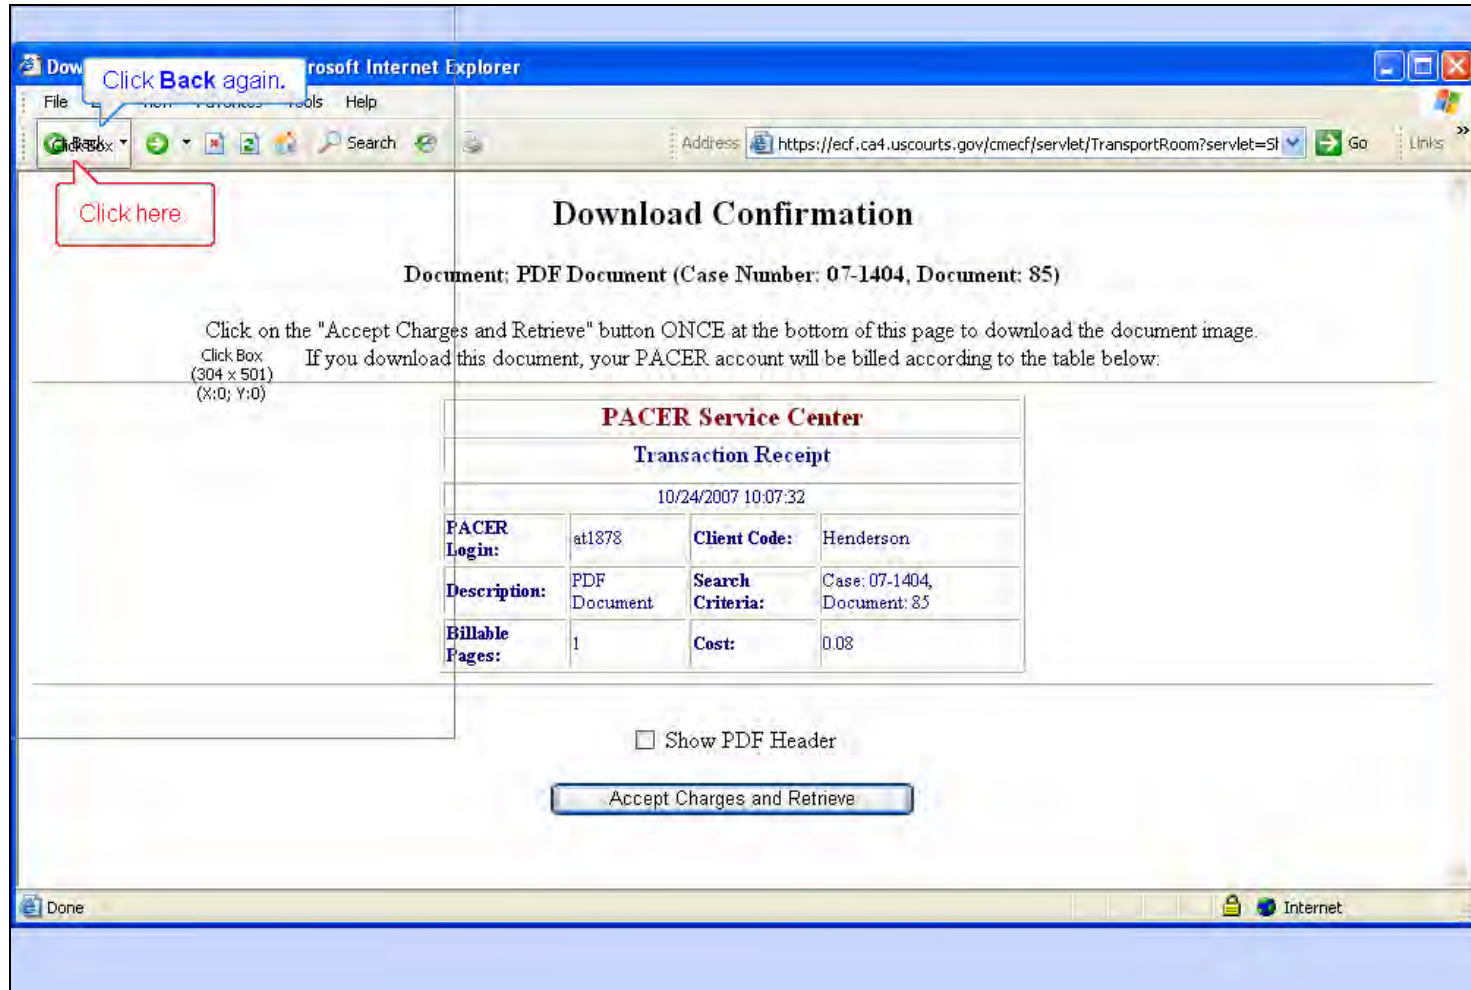 Dow
rosoft Internet Explorer
Click Back again.
File
Help
Back
Click Box
Search
Address
https://ecf.ca4.uscourts.gov/cmecf/servlet/TransportRoom?servlet=Sh
Go
Links
»
Click here
Download Confirmation
Document: PDF Document (Case Number: 07-1404, Document: 85)
Click on the "Accept Charges and Retrieve" button ONCE at the bottom of this page to download the document image.
If you download this document, your PACER account will be billed according to the table below:
Click Box
(304 x 501)
(X:0; Y:0)
PACER Service Center
Transaction Receipt
10/24/2007 10:07:32
PACER Login: at1878 Client Code: Henderson
Description: PDF Document Search Criteria: Case: 07-1404, Document: 85
Billable Pages: 1 Cost: 0.08
Show PDF Header
Accept Charges and Retrieve
Done
Internet